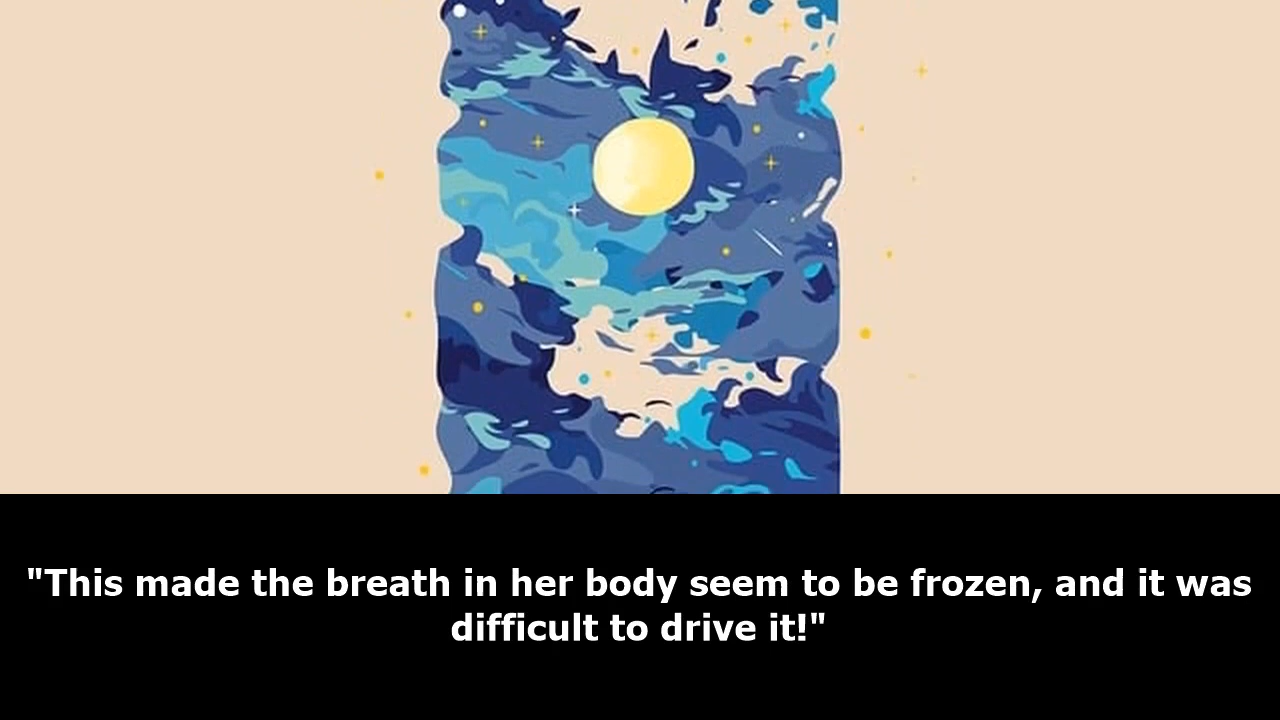 "This made the breath in her body seem to be frozen, and it was
difficult to drive it!"